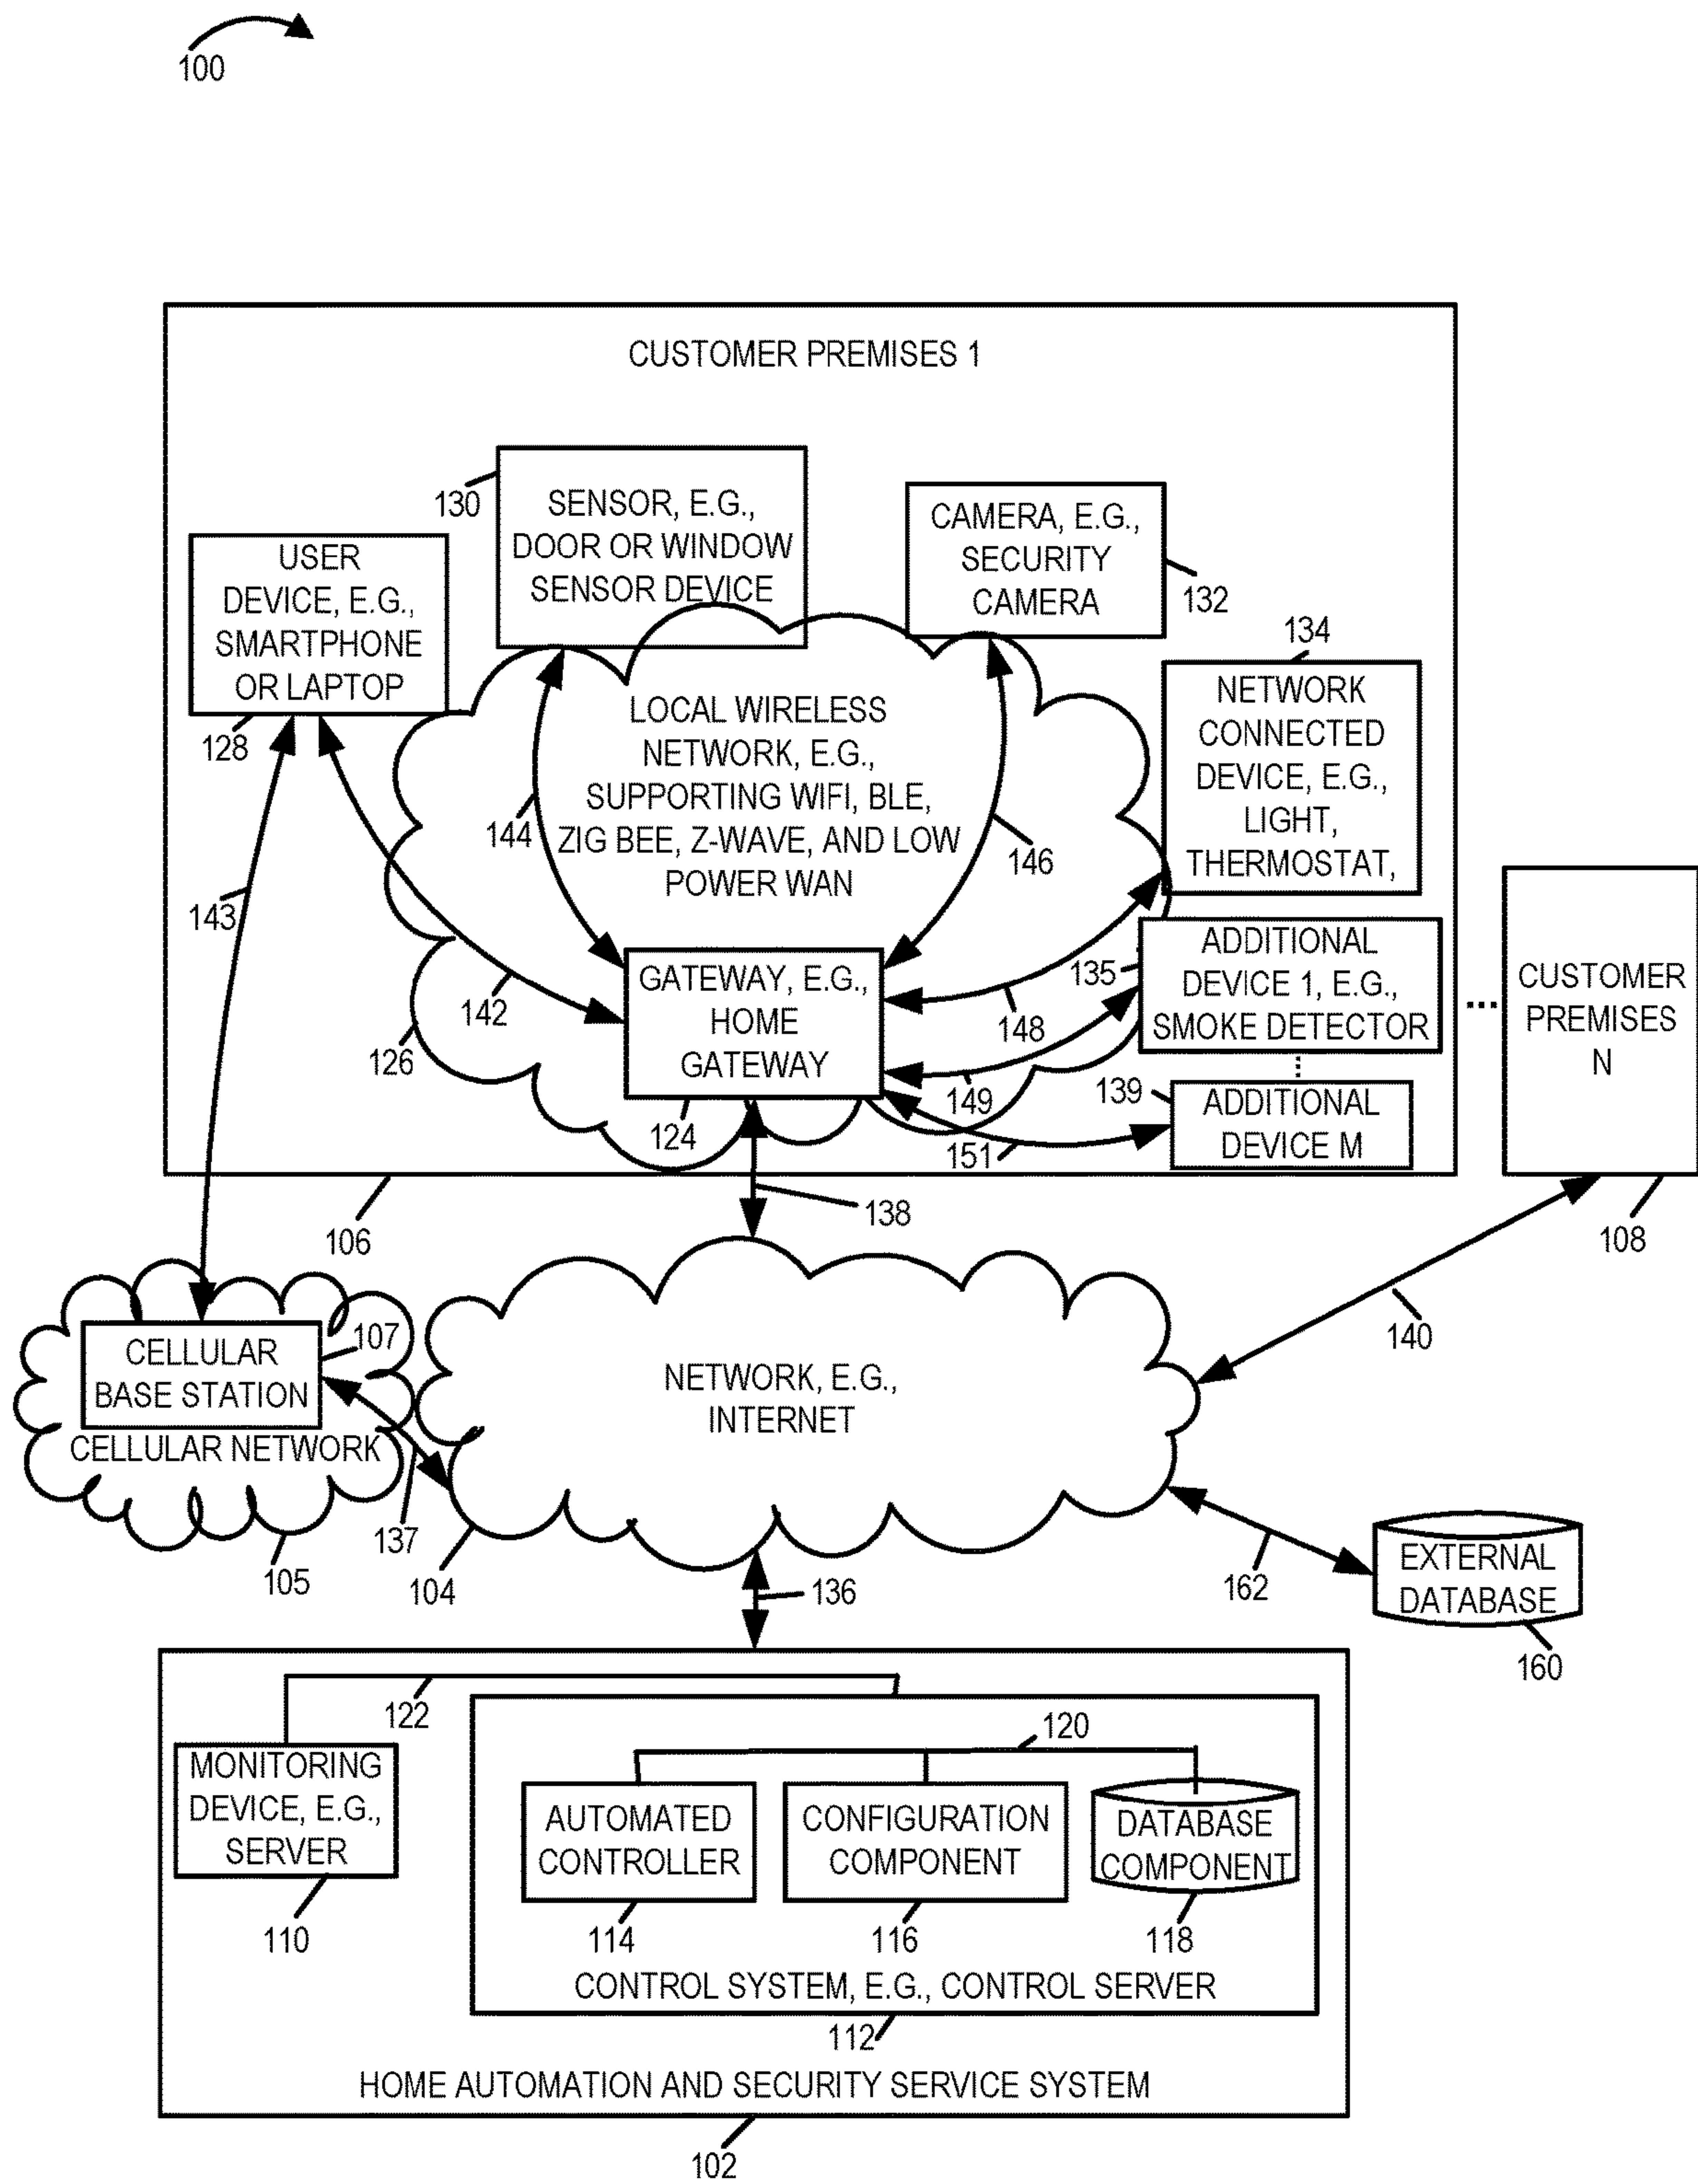 100
CUSTOMER PREMISES 1
130
SENSOR, E.G.,
DOOR OR WINDOW
SENSOR DEVICE
CAMERA, E.G.,
SECURITY
CAMERA
132
USER
DEVICE, E.G.,
SMARTPHONE
OR LAPTOP
128
134
NETWORK
CONNECTED
DEVICE, E.G.,
LIGHT,
THERMOSTAT,
LOCAL WIRELESS
NETWORK, E.G.,
SUPPORTING WIFI, BLE,
ZIG BEE, Z-WAVE, AND LOW
POWER WAN
144
146
143
142
126
GATEWAY, E.G.,
HOME
GATEWAY
124
148
135
ADDITIONAL
DEVICE 1, E.G.,
SMOKE DETECTOR
149
139
ADDITIONAL
DEVICE M
151
...
CUSTOMER
PREMISES
N
138
106
108
140
107
CELLULAR
BASE STATION
CELLULAR NETWORK
NETWORK, E.G.,
INTERNET
137
105
104
136
162
EXTERNAL
DATABASE
160
122
120
MONITORING
DEVICE, E.G.,
SERVER
110
AUTOMATED
CONTROLLER
114
CONFIGURATION
COMPONENT
116
DATABASE
COMPONENT
118
CONTROL SYSTEM, E.G., CONTROL SERVER
112
HOME AUTOMATION AND SECURITY SERVICE SYSTEM
102